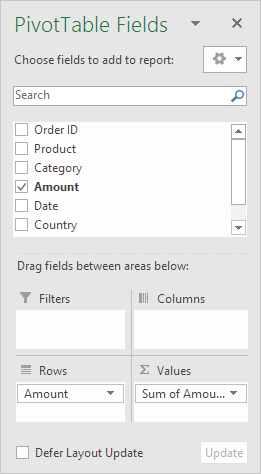 PivotTable Fields
Choose fields to add to report:
Search
Order ID
Product
Category
Amount
Date
Country
Drag fields between areas below:
Filters
Columns
Rows
Σ Values
Amount
Sum of Amou...
Defer Layout Update
Update